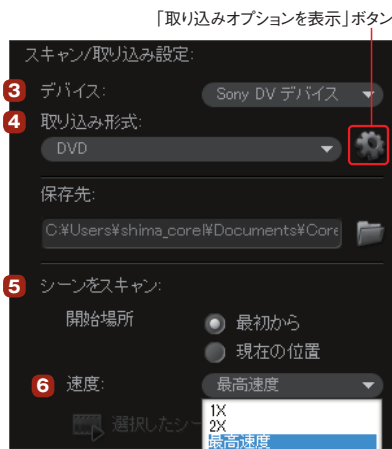 「取り込みオプションを表示」ボタン
スキャン/取り込み設定:
3 デバイス: Sony DV デバイス
4 取り込み形式:
DVD
保存先:
C:¥Users¥shima_corel¥Documents¥Core
5 シーンをスキャン:
開始場所 最初から
現在の位置
6 速度: 最高速度
1X
選択したシー 2X
最高速度